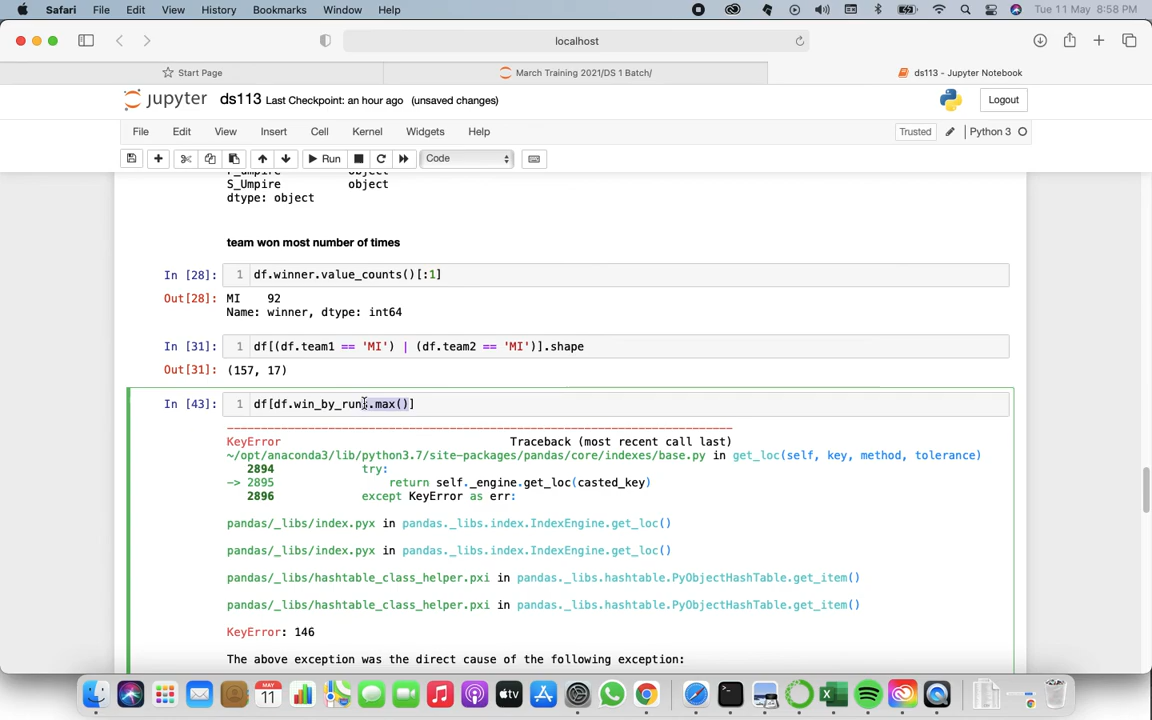 Safari File Edit View History Bookmarks Window Help Tue 11 May 8:58 PM
localhost
Start Page March Training 2021/DS 1 Batch/ ds113 - Jupyter Notebook
jupyter ds113 Last Checkpoint: an hour ago (unsaved changes) Logout
File Edit View Insert Cell Kernel Widgets Help Trusted Python 3
Run Code
S_Umpire object
dtype: object
team won most number of times
In [28]: 1 df.winner.value_counts()[:1]
Out[28]: MI 92
Name: winner, dtype: int64
In [31]: 1 df[(df.team1 == 'MI') | (df.team2 == 'MI')].shape
Out[31]: (157, 17)
In [43]: 1 df[df.win_by_runs.max()]
KeyError Traceback (most recent call last)
~/opt/anaconda3/lib/python3.7/site-packages/pandas/core/indexes/base.py in get_loc(self, key, method, tolerance)
2894 try:
-> 2895 return self._engine.get_loc(casted_key)
2896 except KeyError as err:
pandas/_libs/index.pyx in pandas._libs.index.IndexEngine.get_loc()
pandas/_libs/index.pyx in pandas._libs.index.IndexEngine.get_loc()
pandas/_libs/hashtable_class_helper.pxi in pandas._libs.hashtable.PyObjectHashTable.get_item()
pandas/_libs/hashtable_class_helper.pxi in pandas._libs.hashtable.PyObjectHashTable.get_item()
KeyError: 146
The above exception was the direct cause of the following exception:
MAY
11
tv